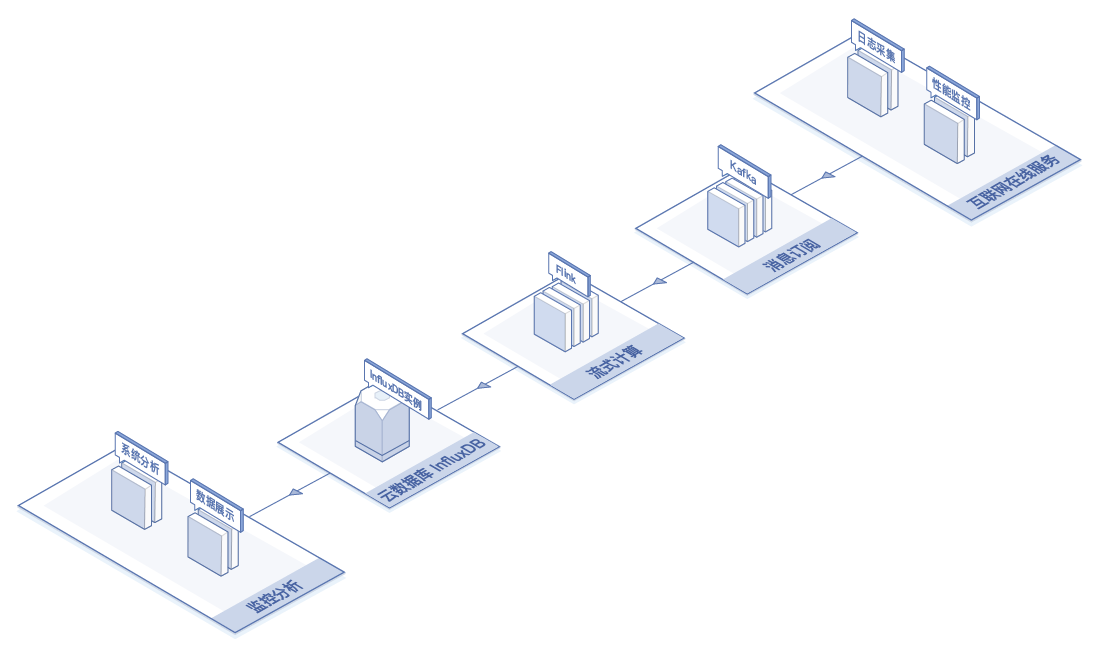 日志采集
性能监控
互联网在线服务
Kafka
消息订阅
Flink
流式计算
InfluxDB实例
云数据库 InfluxDB
系统分析
数据展示
监控分析